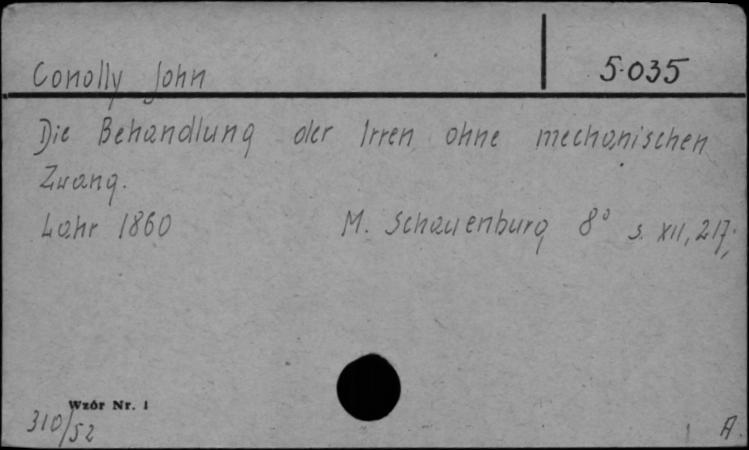 Conolly John
5.035
Die Behandlung der Irren ohne mechanischen
Zwang.
Lahr 1860 M. Schauenburg 8° s. XII, 217,
Wzór Nr. 1
310/52
A.